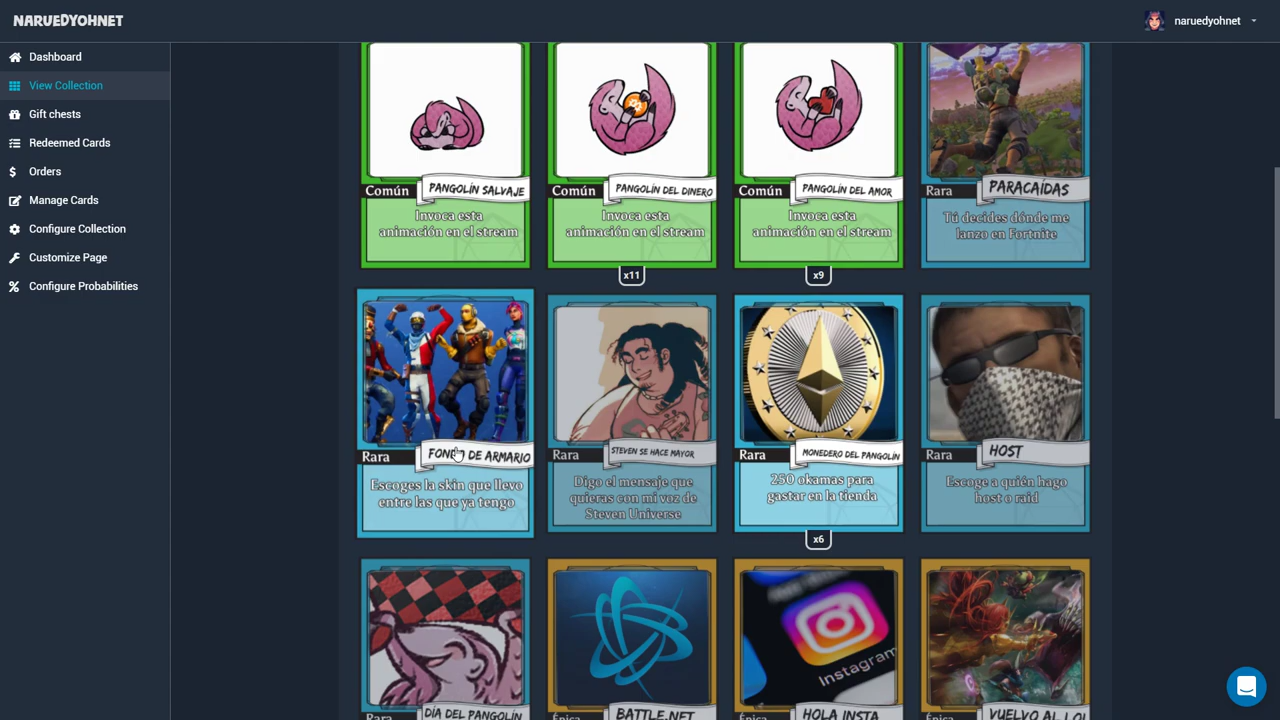 NARUEDYOHNET
naruedyohnet
Dashboard
View Collection
Gift chests
Redeemed Cards
Orders
Manage Cards
Configure Collection
Customize Page
Configure Probabilities
Común
PANGOLÍN SALVAJE
Invoca esta
animación en el stream
Común
PANGOLÍN DEL DINERO
Invoca esta
animación en el stream
x11
Común
PANGOLÍN DEL AMOR
Invoca esta
animación en el stream
x9
Rara
PARACAÍDAS
Tú decides dónde me
lanzo en Fortnite
Rara
FONDO DE ARMARIO
Escoges la skin que llevo
entre las que ya tengo
Rara
STEVEN SE HACE MAYOR
Digo el mensaje que
quieras con mi voz de
Steven Universe
Rara
MONEDERO DEL PANGOLÍN
250 okamas para
gastar en la tienda
x6
Rara
HOST
Escoge a quién hago
host o raid
Rara
DÍA DEL PANGOLÍN
Épica
BATTLE.NET
Instagram
Épica
HOLA INSTA
Épica
VUELVO AL LOL